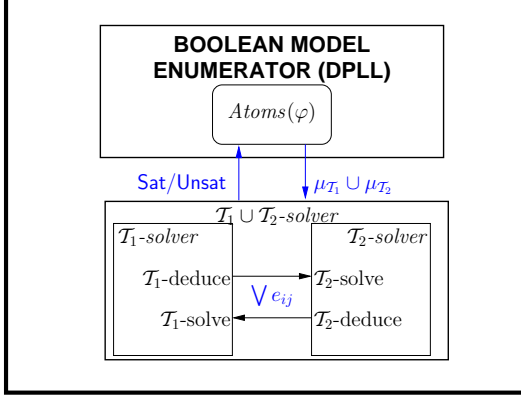 BOOLEAN MODEL
ENUMERATOR (DPLL)
Atoms(φ)
Sat/Unsat
μ_{𝒯₁} ∪ μ_{𝒯₂}
𝒯₁ ∪ 𝒯₂-solver
𝒯₁-solver
𝒯₂-solver
𝒯₁-deduce
𝒯₂-solve
⋁ e_{ij}
𝒯₁-solve
𝒯₂-deduce